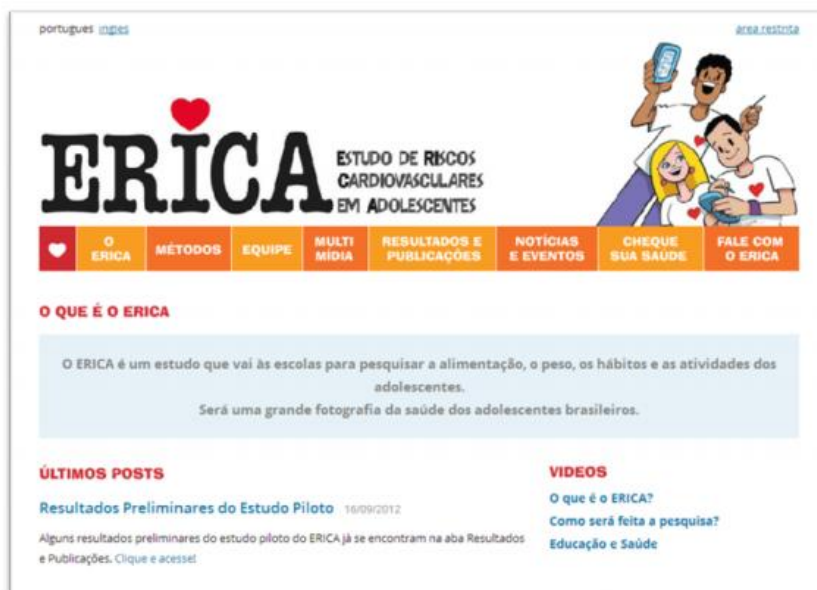 portugues ingles
área restrita
ERICA
ESTUDO DE RISCOS
CARDIOVASCULARES
EM ADOLESCENTES
O ERICA
MÉTODOS
EQUIPE
MULTI MÍDIA
RESULTADOS E PUBLICAÇÕES
NOTÍCIAS E EVENTOS
CHEQUE SUA SAÚDE
FALE COM O ERICA
O QUE É O ERICA
O ERICA é um estudo que vai às escolas para pesquisar a alimentação, o peso, os hábitos e as atividades dos
adolescentes.
Será uma grande fotografia da saúde dos adolescentes brasileiros.
ÚLTIMOS POSTS
Resultados Preliminares do Estudo Piloto 16/09/2012
Alguns resultados preliminares do estudo piloto do ERICA já se encontram na aba Resultados
e Publicações. Clique e acesse!
VIDEOS
O que é o ERICA?
Como será feita a pesquisa?
Educação e Saúde